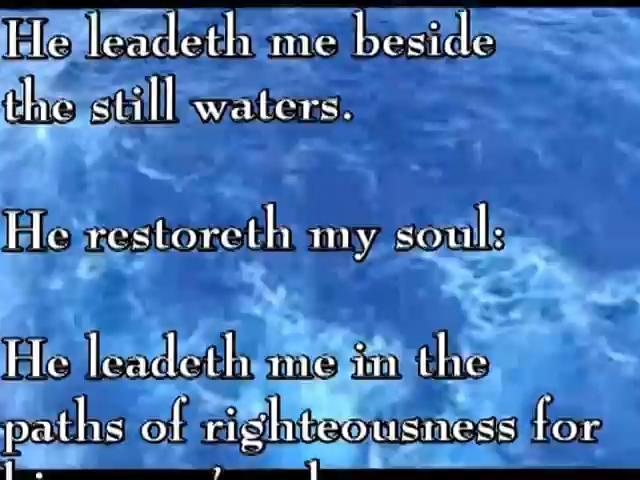 He leadeth me beside
the still waters.
He restoreth my soul:
He leadeth me in the
paths of righteousness for